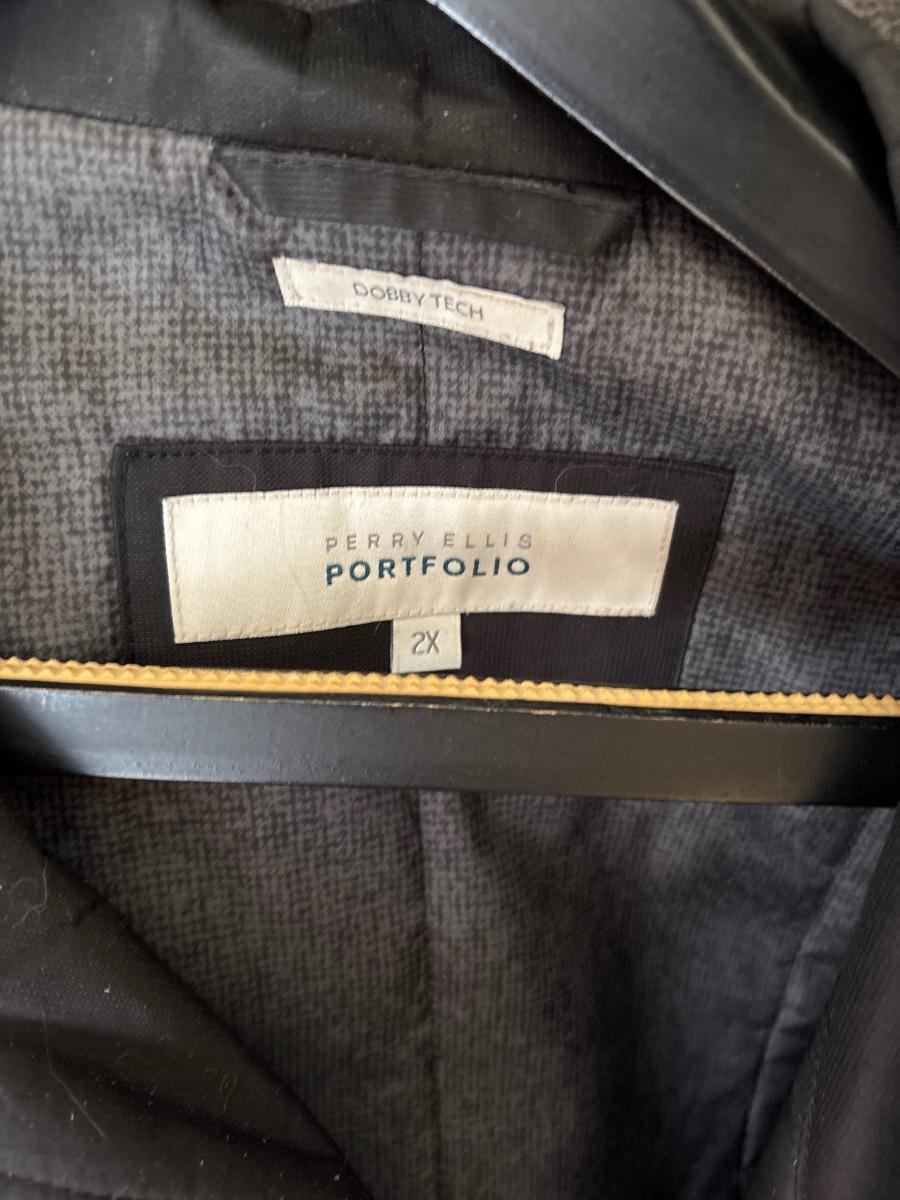 DOBBY TECH
PERRY ELLIS
PORTFOLIO
2X